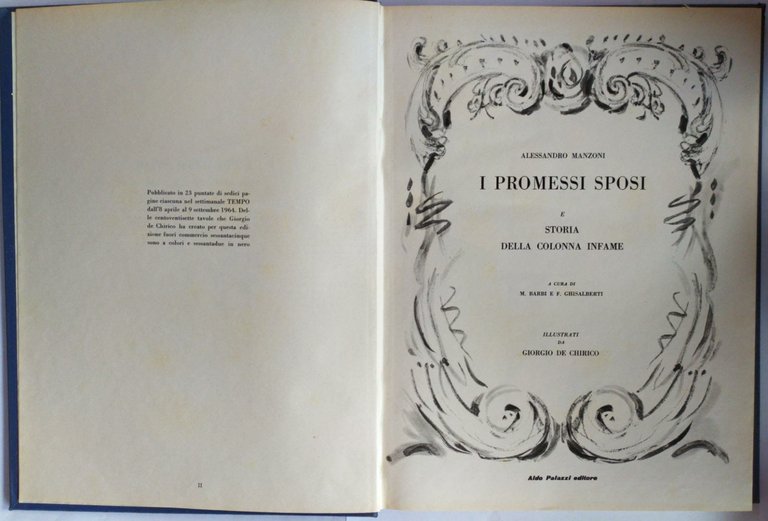 Pubblicato in 23 puntate di sedici pa-
gine ciascuna nel settimanale TEMPO
dall'8 aprile al 9 settembre 1964. Del-
le centoventisette tavole che Giorgio
de Chirico ha creato per questa edi-
zione fuori commercio sessantacinque
sono a colori e sessantadue in nero
II
ALESSANDRO MANZONI
I PROMESSI SPOSI
E
STORIA
DELLA COLONNA INFAME
A CURA DI
M. BARBI E F. GHISALBERTI
ILLUSTRATI
DA
GIORGIO DE CHIRICO
Aldo Palazzi editore